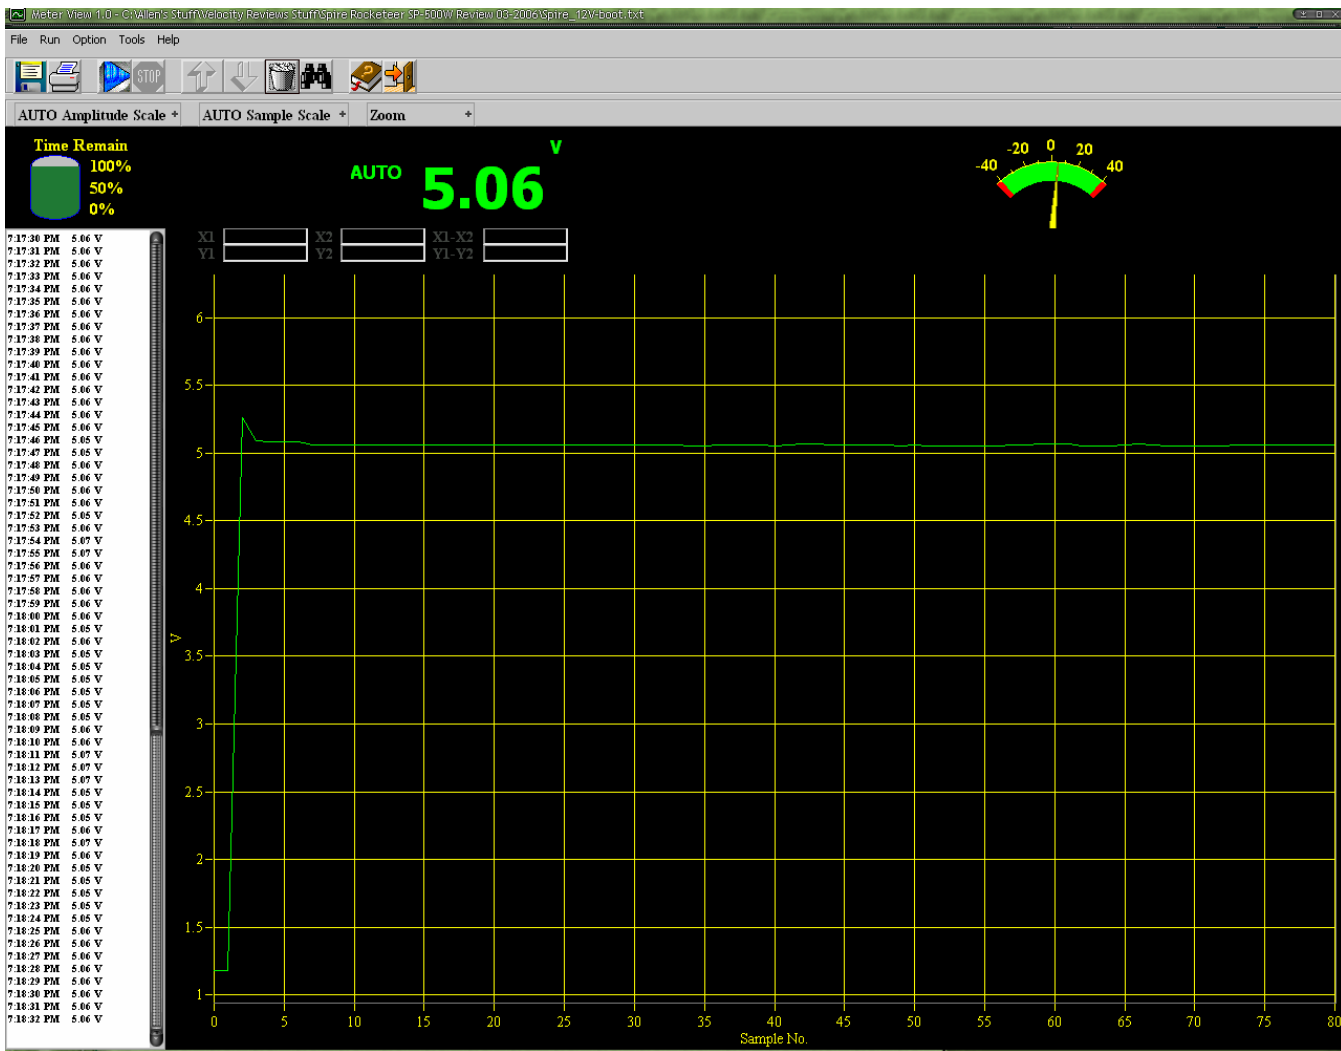 Meter View 1.0 - C:\Allen's Stuff\Velocity Reviews Stuff\Spire Rocketeer SP-500W Review 03-2006\Spire_12V-boot.txt
File Run Option Tools Help
STOP
AUTO Amplitude Scale + AUTO Sample Scale + Zoom +
Time Remain
100%
50%
0%
AUTO 5.06 V
-40 -20 0 20 40
X1 X2 X1-X2
Y1 Y2 Y1-Y2
7:17:30 PM 5.06 V
7:17:31 PM 5.06 V
7:17:32 PM 5.06 V
7:17:33 PM 5.06 V
7:17:34 PM 5.06 V
7:17:35 PM 5.06 V
7:17:36 PM 5.06 V
7:17:37 PM 5.06 V
7:17:38 PM 5.06 V
7:17:39 PM 5.06 V
7:17:40 PM 5.06 V
7:17:41 PM 5.06 V
7:17:42 PM 5.06 V
7:17:43 PM 5.06 V
7:17:44 PM 5.06 V
7:17:45 PM 5.06 V
7:17:46 PM 5.05 V
7:17:47 PM 5.05 V
7:17:48 PM 5.06 V
7:17:49 PM 5.06 V
7:17:50 PM 5.06 V
7:17:51 PM 5.06 V
7:17:52 PM 5.05 V
7:17:53 PM 5.06 V
7:17:54 PM 5.07 V
7:17:55 PM 5.07 V
7:17:56 PM 5.06 V
7:17:57 PM 5.06 V
7:17:58 PM 5.06 V
7:17:59 PM 5.06 V
7:18:00 PM 5.06 V
7:18:01 PM 5.05 V
7:18:02 PM 5.06 V
7:18:03 PM 5.05 V
7:18:04 PM 5.05 V
7:18:05 PM 5.05 V
7:18:06 PM 5.05 V
7:18:07 PM 5.05 V
7:18:08 PM 5.05 V
7:18:09 PM 5.06 V
7:18:10 PM 5.06 V
7:18:11 PM 5.07 V
7:18:12 PM 5.07 V
7:18:13 PM 5.07 V
7:18:14 PM 5.05 V
7:18:15 PM 5.05 V
7:18:16 PM 5.05 V
7:18:17 PM 5.06 V
7:18:18 PM 5.07 V
7:18:19 PM 5.06 V
7:18:20 PM 5.05 V
7:18:21 PM 5.05 V
7:18:22 PM 5.05 V
7:18:23 PM 5.05 V
7:18:24 PM 5.05 V
7:18:25 PM 5.06 V
7:18:26 PM 5.06 V
7:18:27 PM 5.06 V
7:18:28 PM 5.06 V
7:18:29 PM 5.06 V
7:18:30 PM 5.06 V
7:18:31 PM 5.06 V
7:18:32 PM 5.06 V
V
6
5.5
5
4.5
4
3.5
3
2.5
2
1.5
1
0 5 10 15 20 25 30 35 40 45 50 55 60 65 70 75 80
Sample No.